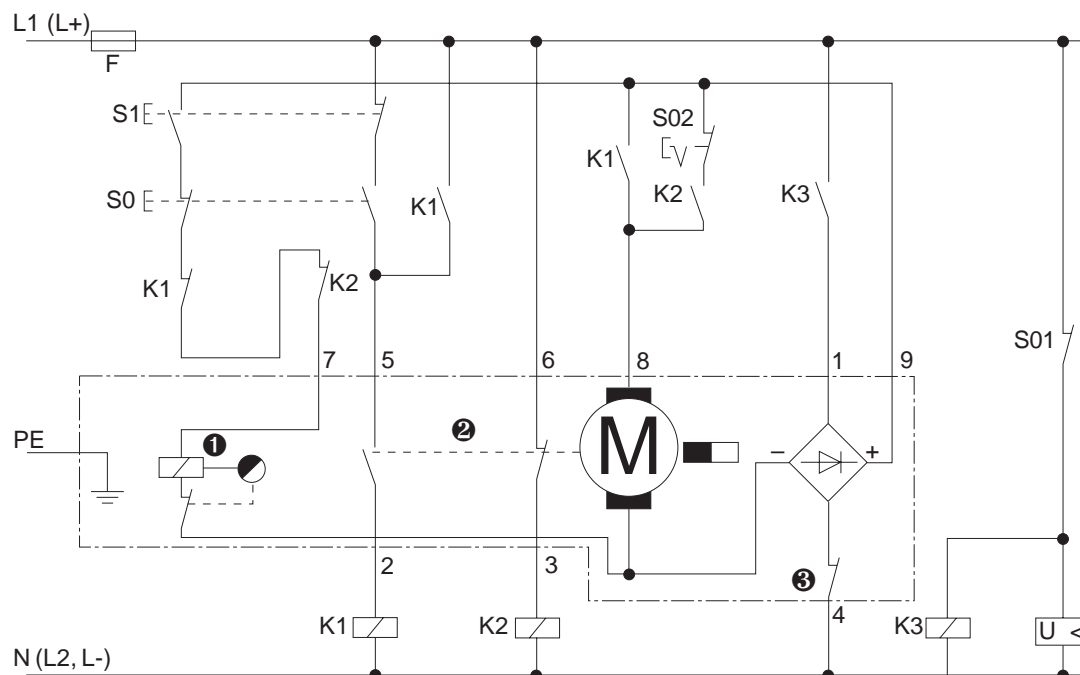 L1 (L+)
F
S1
S02
K1
S0
K1
K2
K3
K1
K2
S01
7 5 6 8 1 9
PE
❶
❷
M
− +
2
3
❸
4
K1
K2
K3
U <
N (L2, L-)